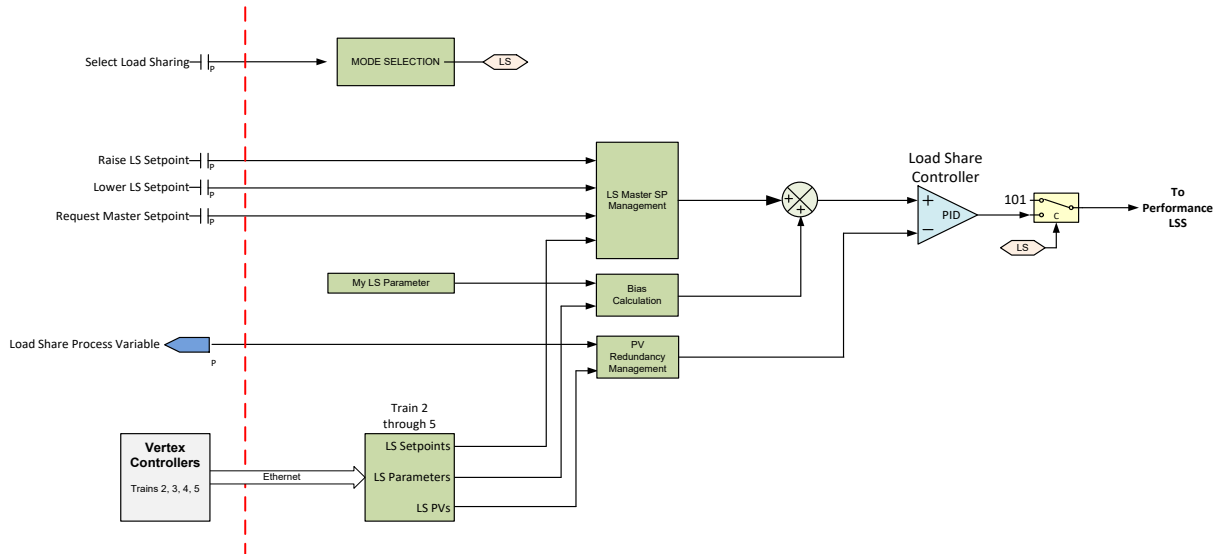 Select Load Sharing
P
MODE SELECTION
LS
Raise LS Setpoint
P
Lower LS Setpoint
P
Request Master Setpoint
P
LS Master SP
Management
+
+
Load Share
Controller
+
PID
–
101
C
LS
To
Performance
LSS
My LS Parameter
Bias
Calculation
Load Share Process Variable
P
PV
Redundancy
Management
Train 2
through 5
Vertex
Controllers
Trains 2, 3, 4, 5
Ethernet
LS Setpoints
LS Parameters
LS PVs